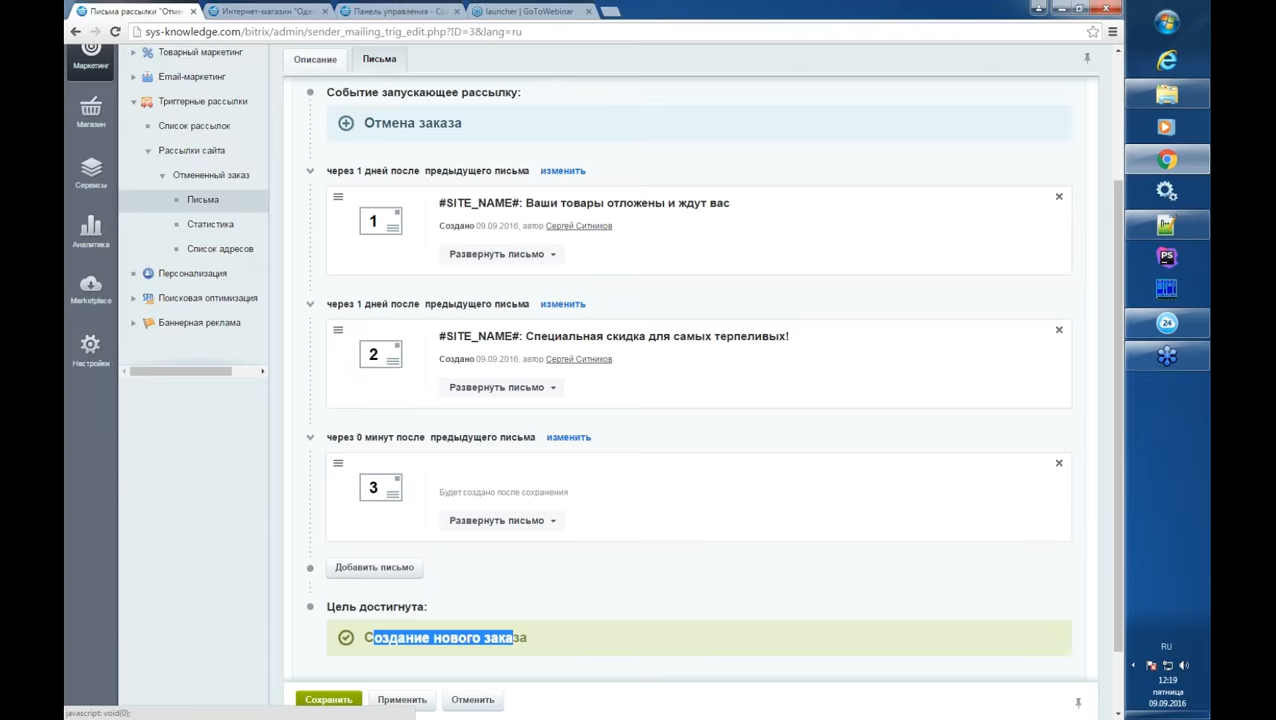 Письма рассылки "Отме
Интернет-магазин "Оде
Панель управления - Со
launcher | GoToWebinar
sys-knowledge.com/bitrix/admin/sender_mailing_trig_edit.php?ID=3&lang=ru
Маркетинг
Магазин
Сервисы
Аналитика
Marketplace
Настройки
Товарный маркетинг
Email-маркетинг
Триггерные рассылки
Список рассылок
Рассылки сайта
Отмененный заказ
Письма
Статистика
Список адресов
Персонализация
Поисковая оптимизация
Баннерная реклама
Описание
Письма
Событие запускающее рассылку:
Отмена заказа
через 1 дней после предыдущего письма изменить
1
#SITE_NAME#: Ваши товары отложены и ждут вас
Создано 09.09.2016, автор Сергей Ситников
Развернуть письмо
через 1 дней после предыдущего письма изменить
2
#SITE_NAME#: Специальная скидка для самых терпеливых!
Создано 09.09.2016, автор Сергей Ситников
Развернуть письмо
через 0 минут после предыдущего письма изменить
3
Будет создано после сохранения
Развернуть письмо
Добавить письмо
Цель достигнута:
Создание нового заказа
Сохранить
Применить
Отменить
javascript: void(0);
PS
24
RU
12:19
пятница
09.09.2016